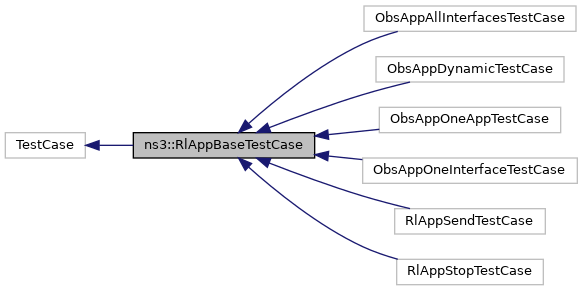 ObsAppAllInterfacesTestCase
ObsAppDynamicTestCase
ObsAppOneAppTestCase
TestCase
ns3::RlAppBaseTestCase
ObsAppOneInterfaceTestCase
RlAppSendTestCase
RlAppStopTestCase